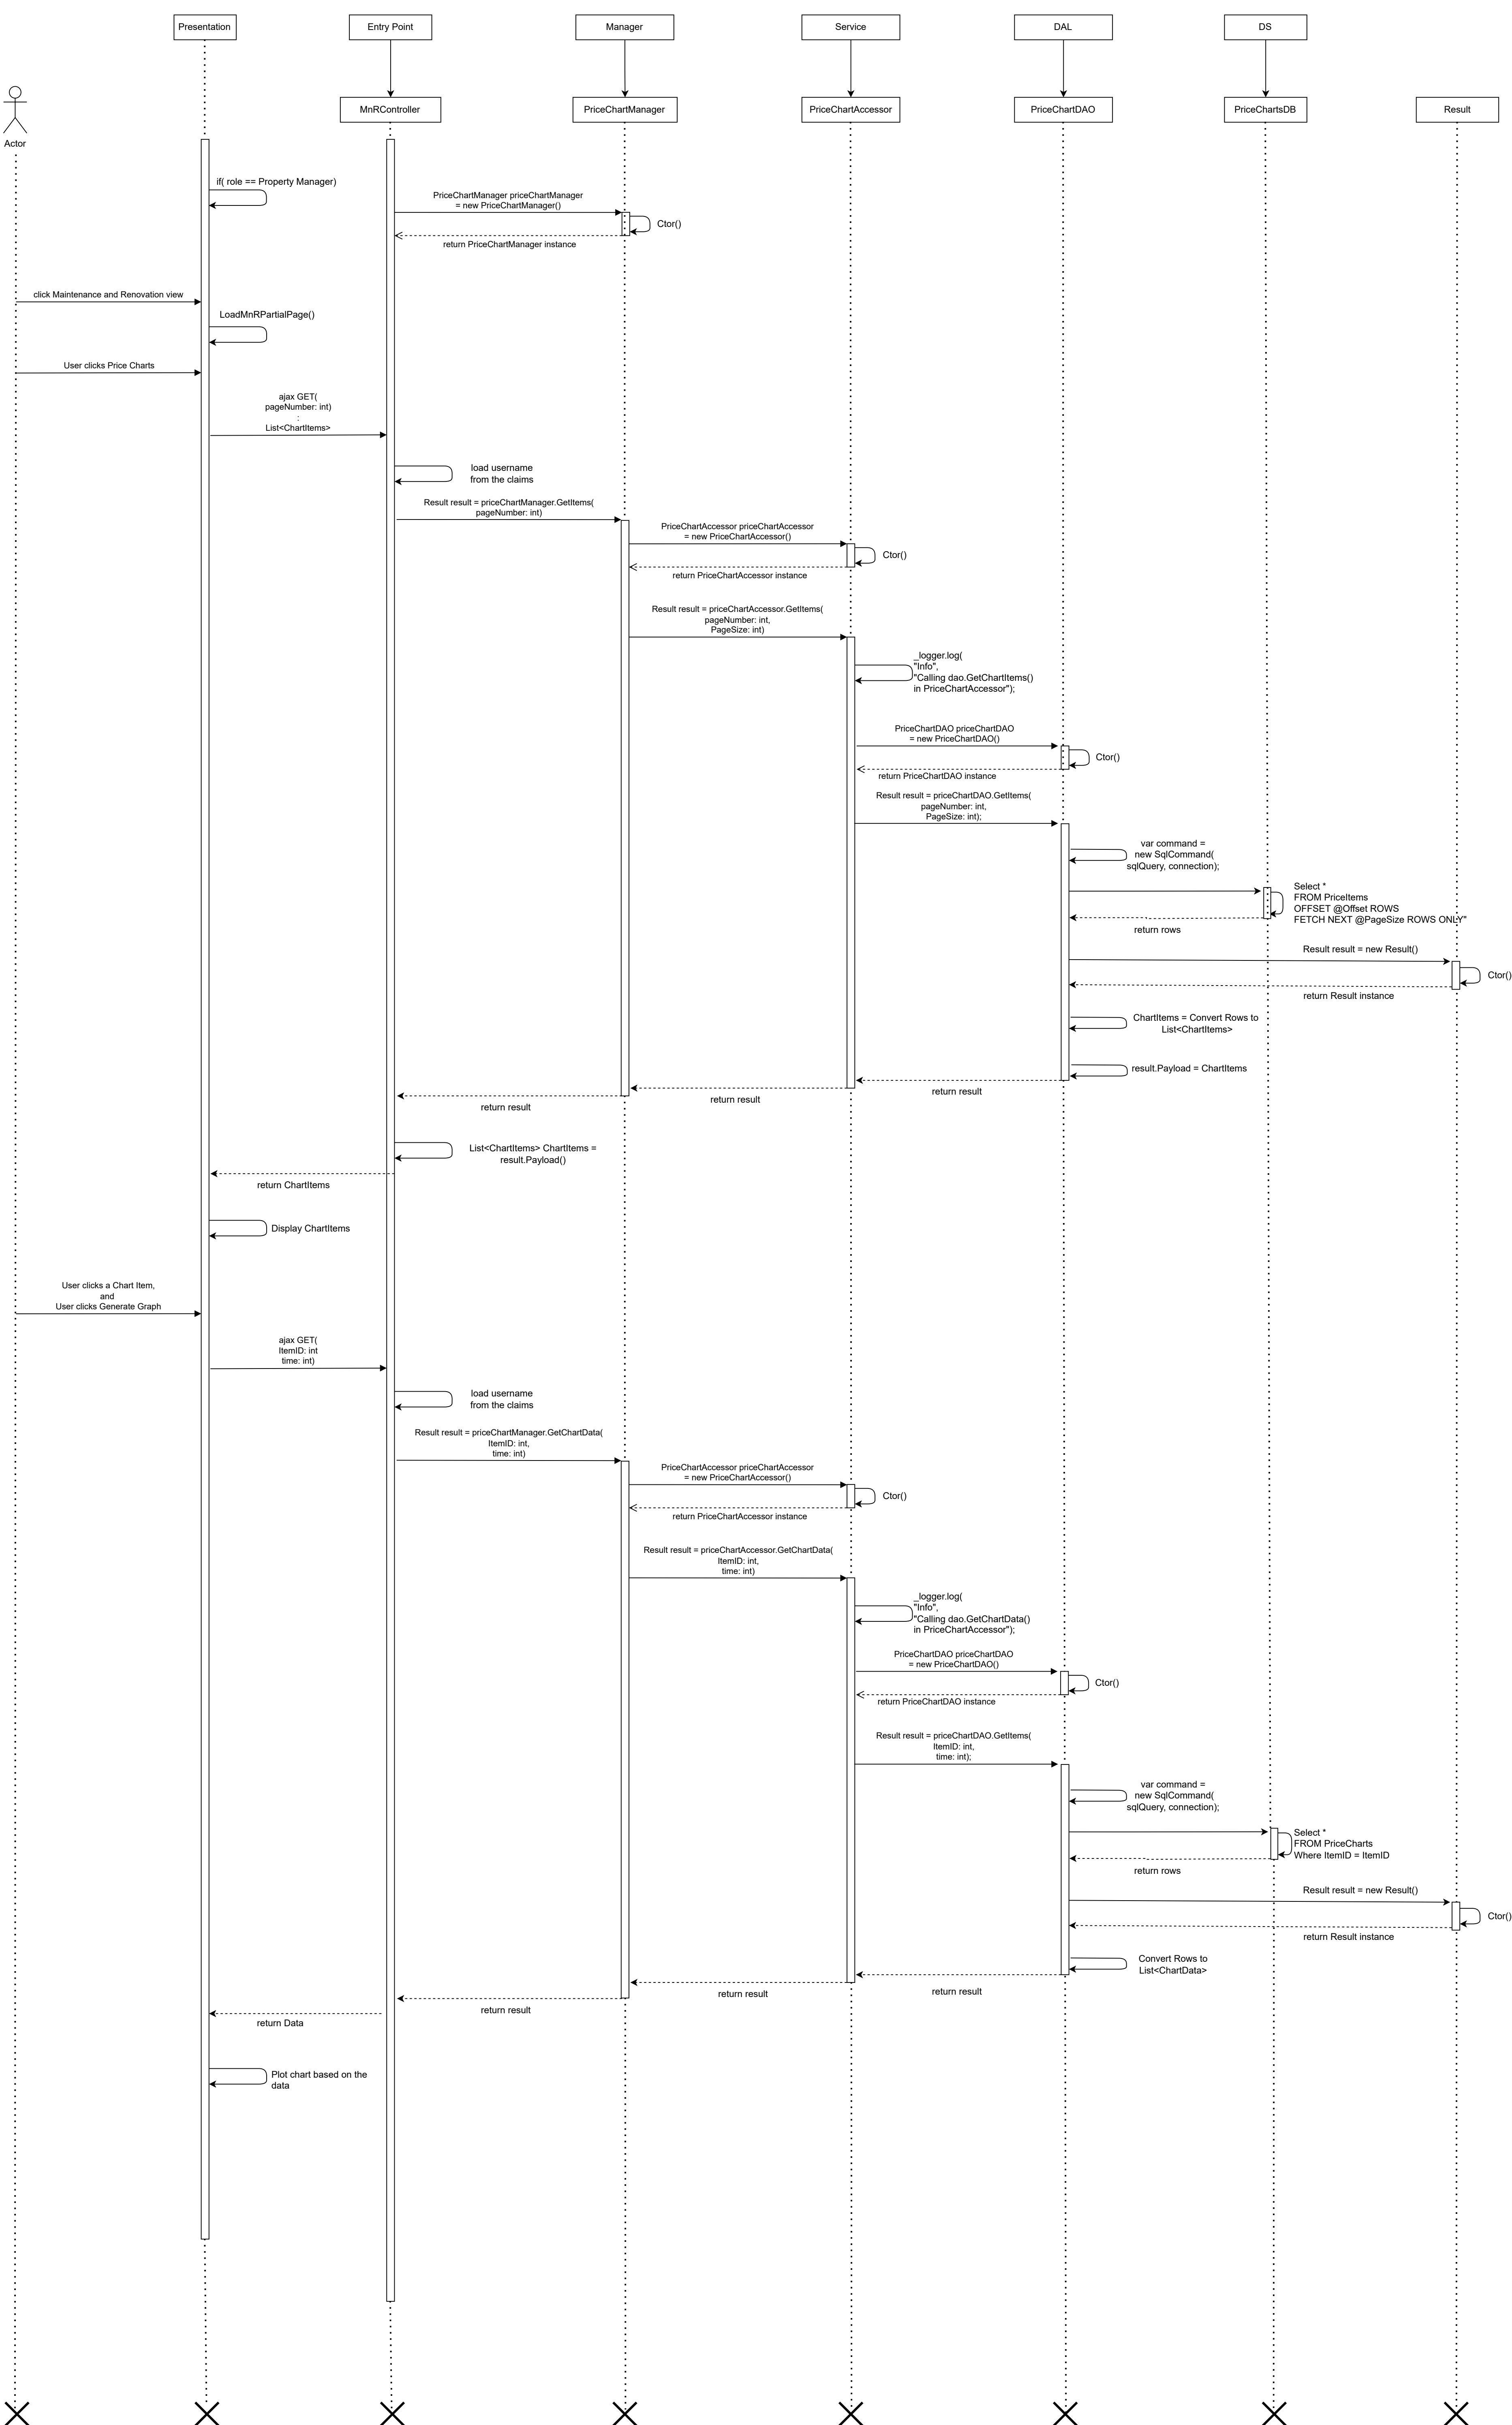 Presentation
Entry Point
Manager
Service
DAL
DS
MnRController
PriceChartManager
PriceChartAccessor
PriceChartDAO
PriceChartsDB
Result
Actor
if( role == Property Manager)
PriceChartManager priceChartManager
= new PriceChartManager()
Ctor()
return PriceChartManager instance
click Maintenance and Renovation view
LoadMnRPartialPage()
User clicks Price Charts
ajax GET(
pageNumber: int)
:
List<ChartItems>
load username
from the claims
Result result = priceChartManager.GetItems(
pageNumber: int)
PriceChartAccessor priceChartAccessor
= new PriceChartAccessor()
Ctor()
return PriceChartAccessor instance
Result result = priceChartAccessor.GetItems(
pageNumber: int,
PageSize: int)
_logger.log(
"Info",
"Calling dao.GetChartItems()
in PriceChartAccessor");
PriceChartDAO priceChartDAO
= new PriceChartDAO()
Ctor()
return PriceChartDAO instance
Result result = priceChartDAO.GetItems(
pageNumber: int,
PageSize: int);
var command =
new SqlCommand(
sqlQuery, connection);
Select *
FROM PriceItems
OFFSET @Offset ROWS
FETCH NEXT @PageSize ROWS ONLY"
return rows
Result result = new Result()
Ctor()
return Result instance
ChartItems = Convert Rows to
List<ChartItems>
result.Payload = ChartItems
return result
return result
return result
List<ChartItems> ChartItems =
result.Payload()
return ChartItems
Display ChartItems
User clicks a Chart Item,
and
User clicks Generate Graph
ajax GET(
ItemID: int
time: int)
load username
from the claims
Result result = priceChartManager.GetChartData(
ItemID: int,
time: int)
PriceChartAccessor priceChartAccessor
= new PriceChartAccessor()
Ctor()
return PriceChartAccessor instance
Result result = priceChartAccessor.GetChartData(
ItemID: int,
time: int)
_logger.log(
"Info",
"Calling dao.GetChartData()
in PriceChartAccessor");
PriceChartDAO priceChartDAO
= new PriceChartDAO()
Ctor()
return PriceChartDAO instance
Result result = priceChartDAO.GetItems(
ItemID: int,
time: int);
var command =
new SqlCommand(
sqlQuery, connection);
Select *
FROM PriceCharts
Where ItemID = ItemID
return rows
Result result = new Result()
Ctor()
return Result instance
Convert Rows to
List<ChartData>
return result
return result
return result
return Data
Plot chart based on the
data